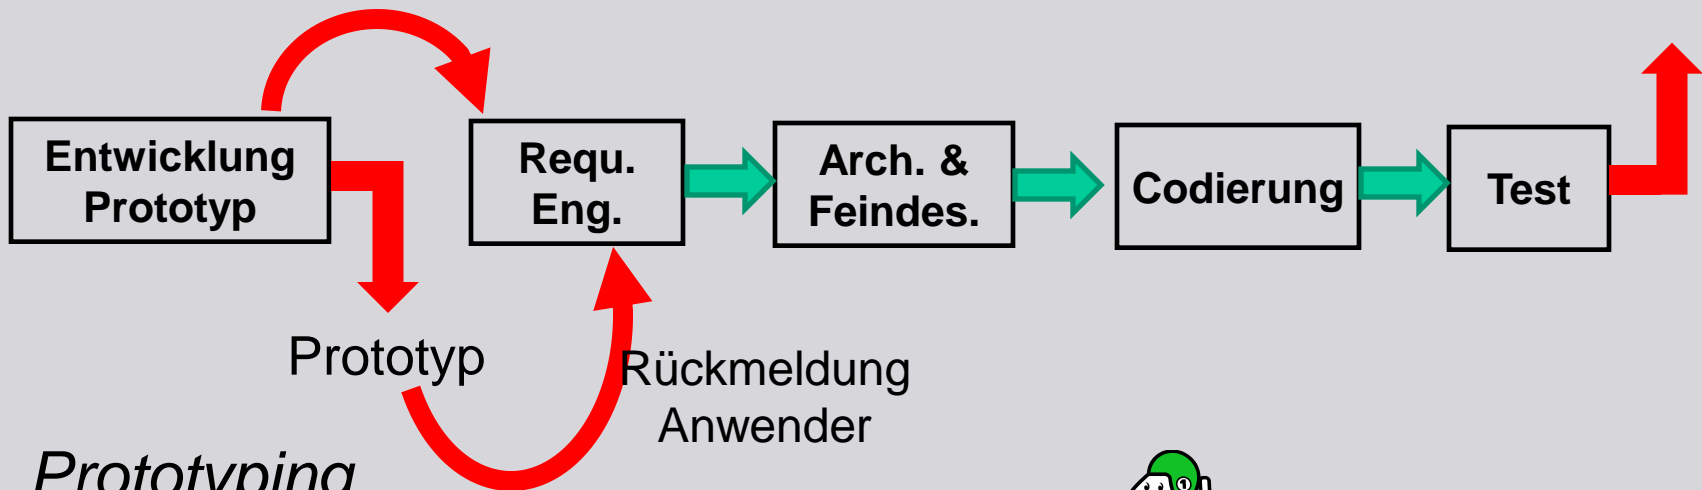 Entwicklung
Prototyp
Requ.
Eng.
Arch. &
Feindes.
Codierung
Test
Prototyp
Rückmeldung
Anwender
Prototyping